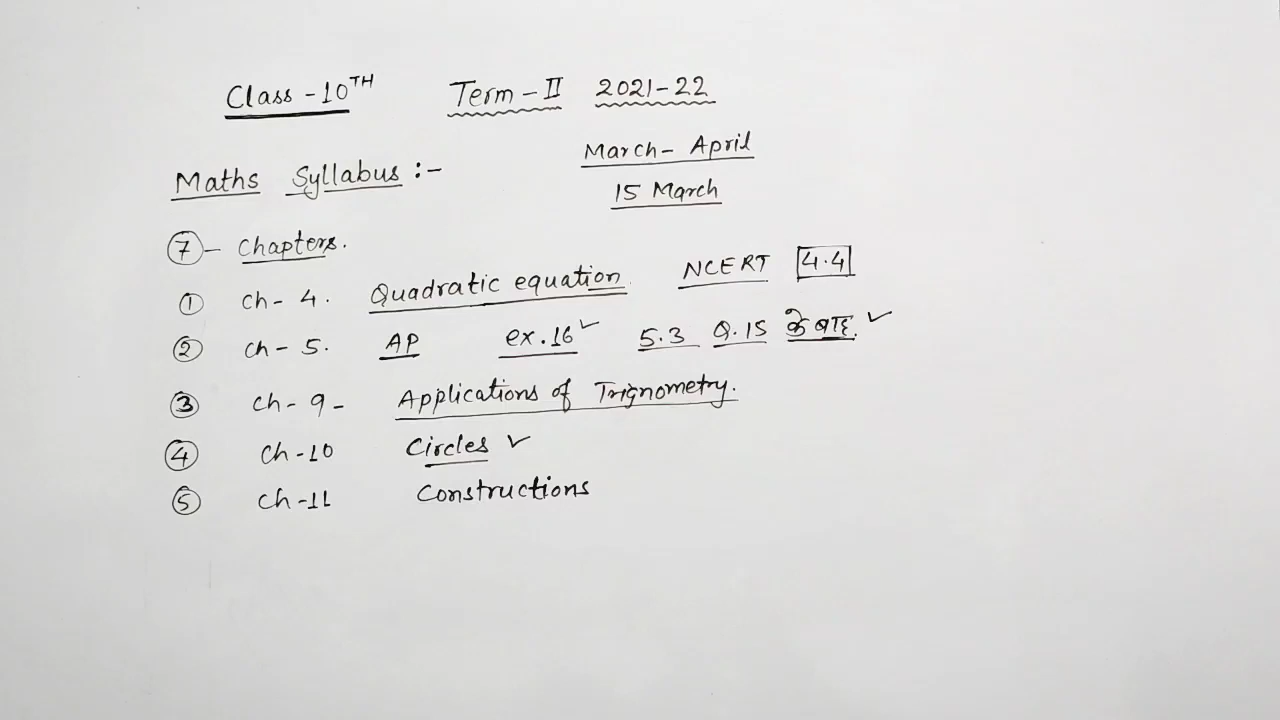 Class - 10TH Term - II 2021-22
March - April
Maths Syllabus :-
15 March
7 - Chapters.
1 Ch - 4. Quadratic equation NCERT 4.4
2 Ch - 5. AP ex. 16 ✓ 5.3 Q.15 के बाद. ✓
3 Ch - 9 - Applications of Trignometry.
4 Ch - 10 Circles ✓
5 Ch - 11 Constructions